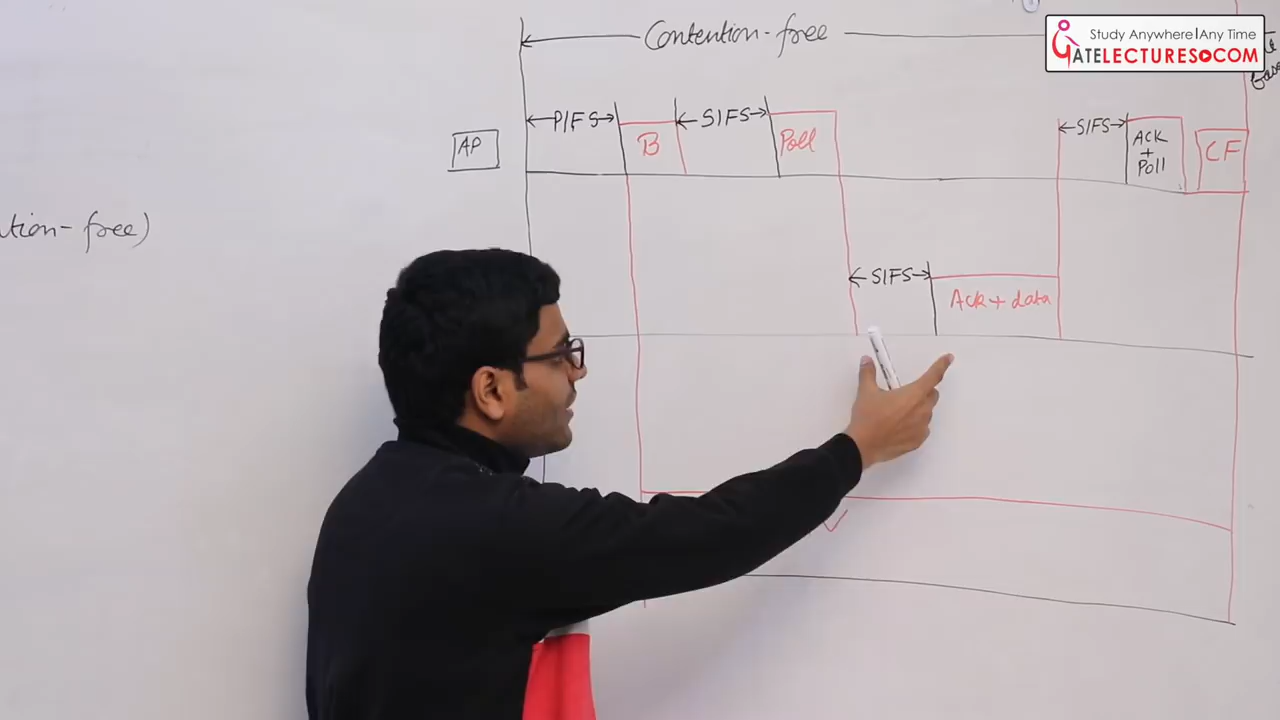 Contention-free
Study Anywhere|Any Time
GATELECTURES.COM
PIFS
B
SIFS
Poll
SIFS
ACK
+
Poll
CF
AP
ntion-free)
SIFS
Ack + data